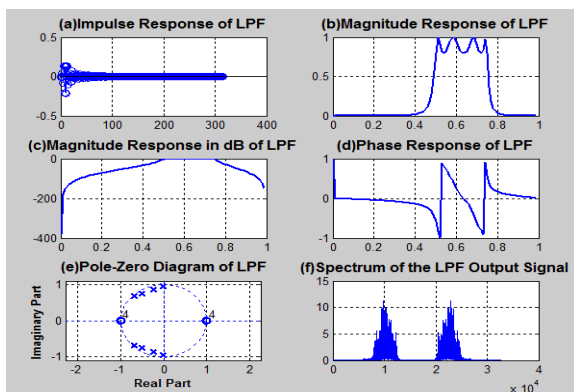 (a)Impulse Response of LPF
0.5
0
-0.5
0 100 200 300 400
(b)Magnitude Response of LPF
1
0.5
0
0 0.2 0.4 0.6 0.8 1
(c)Magnitude Response in dB of LPF
0
-200
-400
0 0.2 0.4 0.6 0.8 1
(d)Phase Response of LPF
1
0
-1
0 0.2 0.4 0.6 0.8 1
(e)Pole-Zero Diagram of LPF
Imaginary Part
1
0
-1
4 4
-2 -1 0 1 2
Real Part
(f)Spectrum of the LPF Output Signal
15
10
5
0
0 1 2 3 4
x 10^4